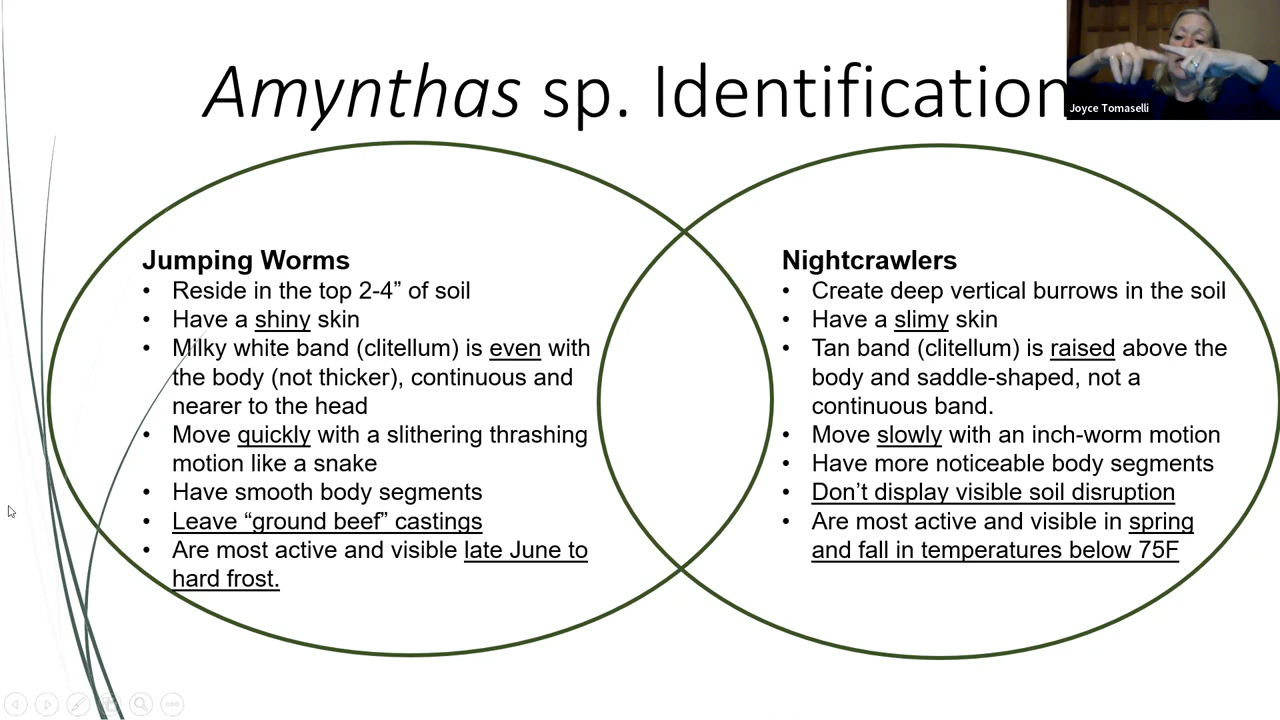 Amynthas sp. Identification
Joyce Tomaselli
Jumping Worms
• Reside in the top 2-4” of soil
• Have a shiny skin
• Milky white band (clitellum) is even with
the body (not thicker), continuous and
nearer to the head
• Move quickly with a slithering thrashing
motion like a snake
• Have smooth body segments
• Leave “ground beef” castings
• Are most active and visible late June to
hard frost.
Nightcrawlers
• Create deep vertical burrows in the soil
• Have a slimy skin
• Tan band (clitellum) is raised above the
body and saddle-shaped, not a
continuous band.
• Move slowly with an inch-worm motion
• Have more noticeable body segments
• Don’t display visible soil disruption
• Are most active and visible in spring
and fall in temperatures below 75F